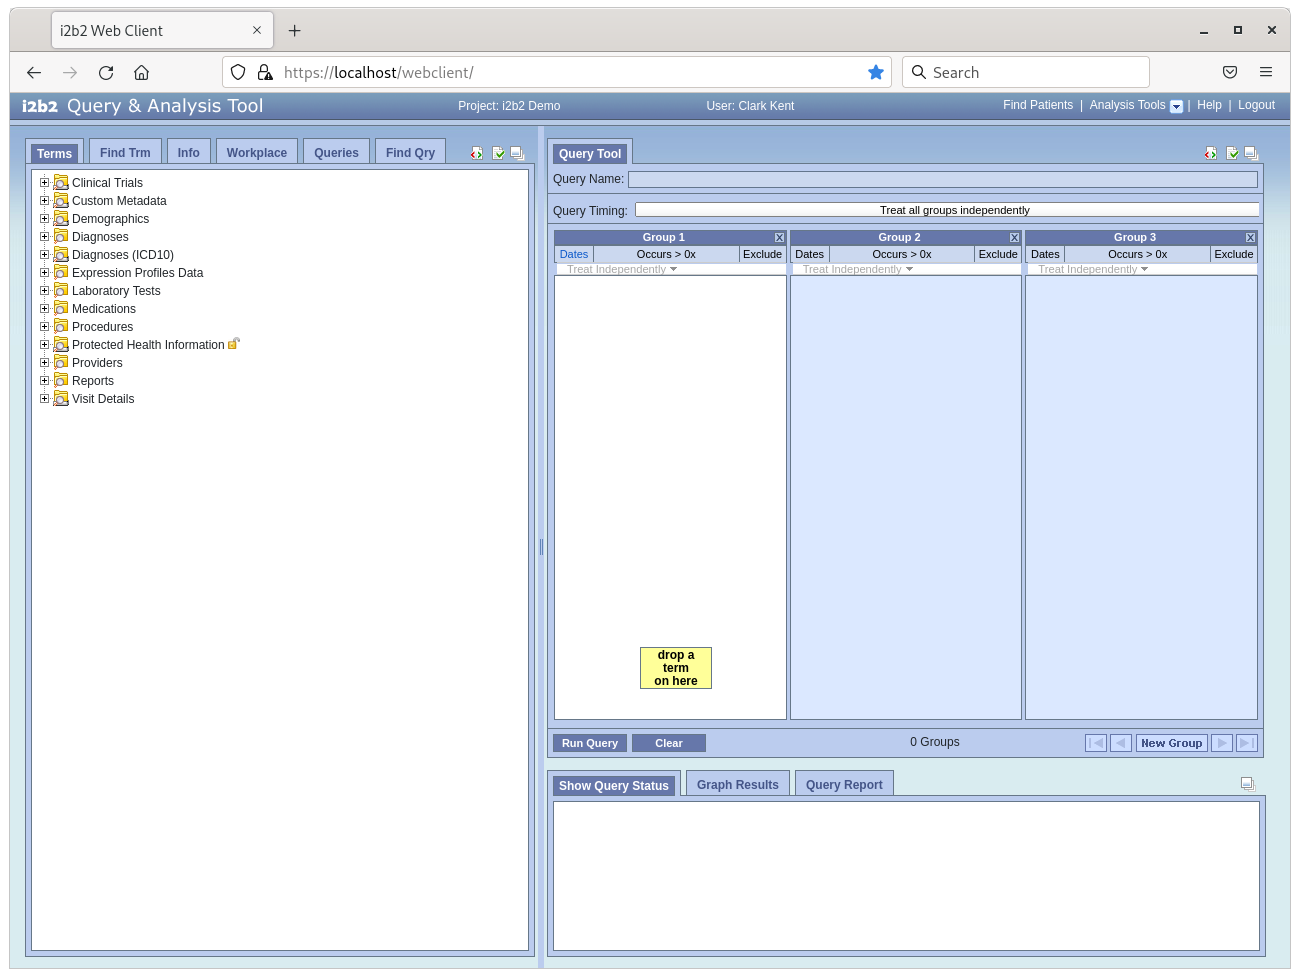 i2b2 Web Client
https://localhost/webclient/
Search
i2b2 Query & Analysis Tool
Project: i2b2 Demo
User: Clark Kent
Find Patients | Analysis Tools | Help | Logout
Terms
Find Trm
Info
Workplace
Queries
Find Qry
Clinical Trials
Custom Metadata
Demographics
Diagnoses
Diagnoses (ICD10)
Expression Profiles Data
Laboratory Tests
Medications
Procedures
Protected Health Information
Providers
Reports
Visit Details
Query Tool
Query Name:
Query Timing: Treat all groups independently
Group 1 X
Dates Occurs > 0x Exclude
Treat Independently
drop a
term
on here
Group 2 X
Dates Occurs > 0x Exclude
Treat Independently
Group 3 X
Dates Occurs > 0x Exclude
Treat Independently
Run Query
Clear
0 Groups
New Group
Show Query Status
Graph Results
Query Report